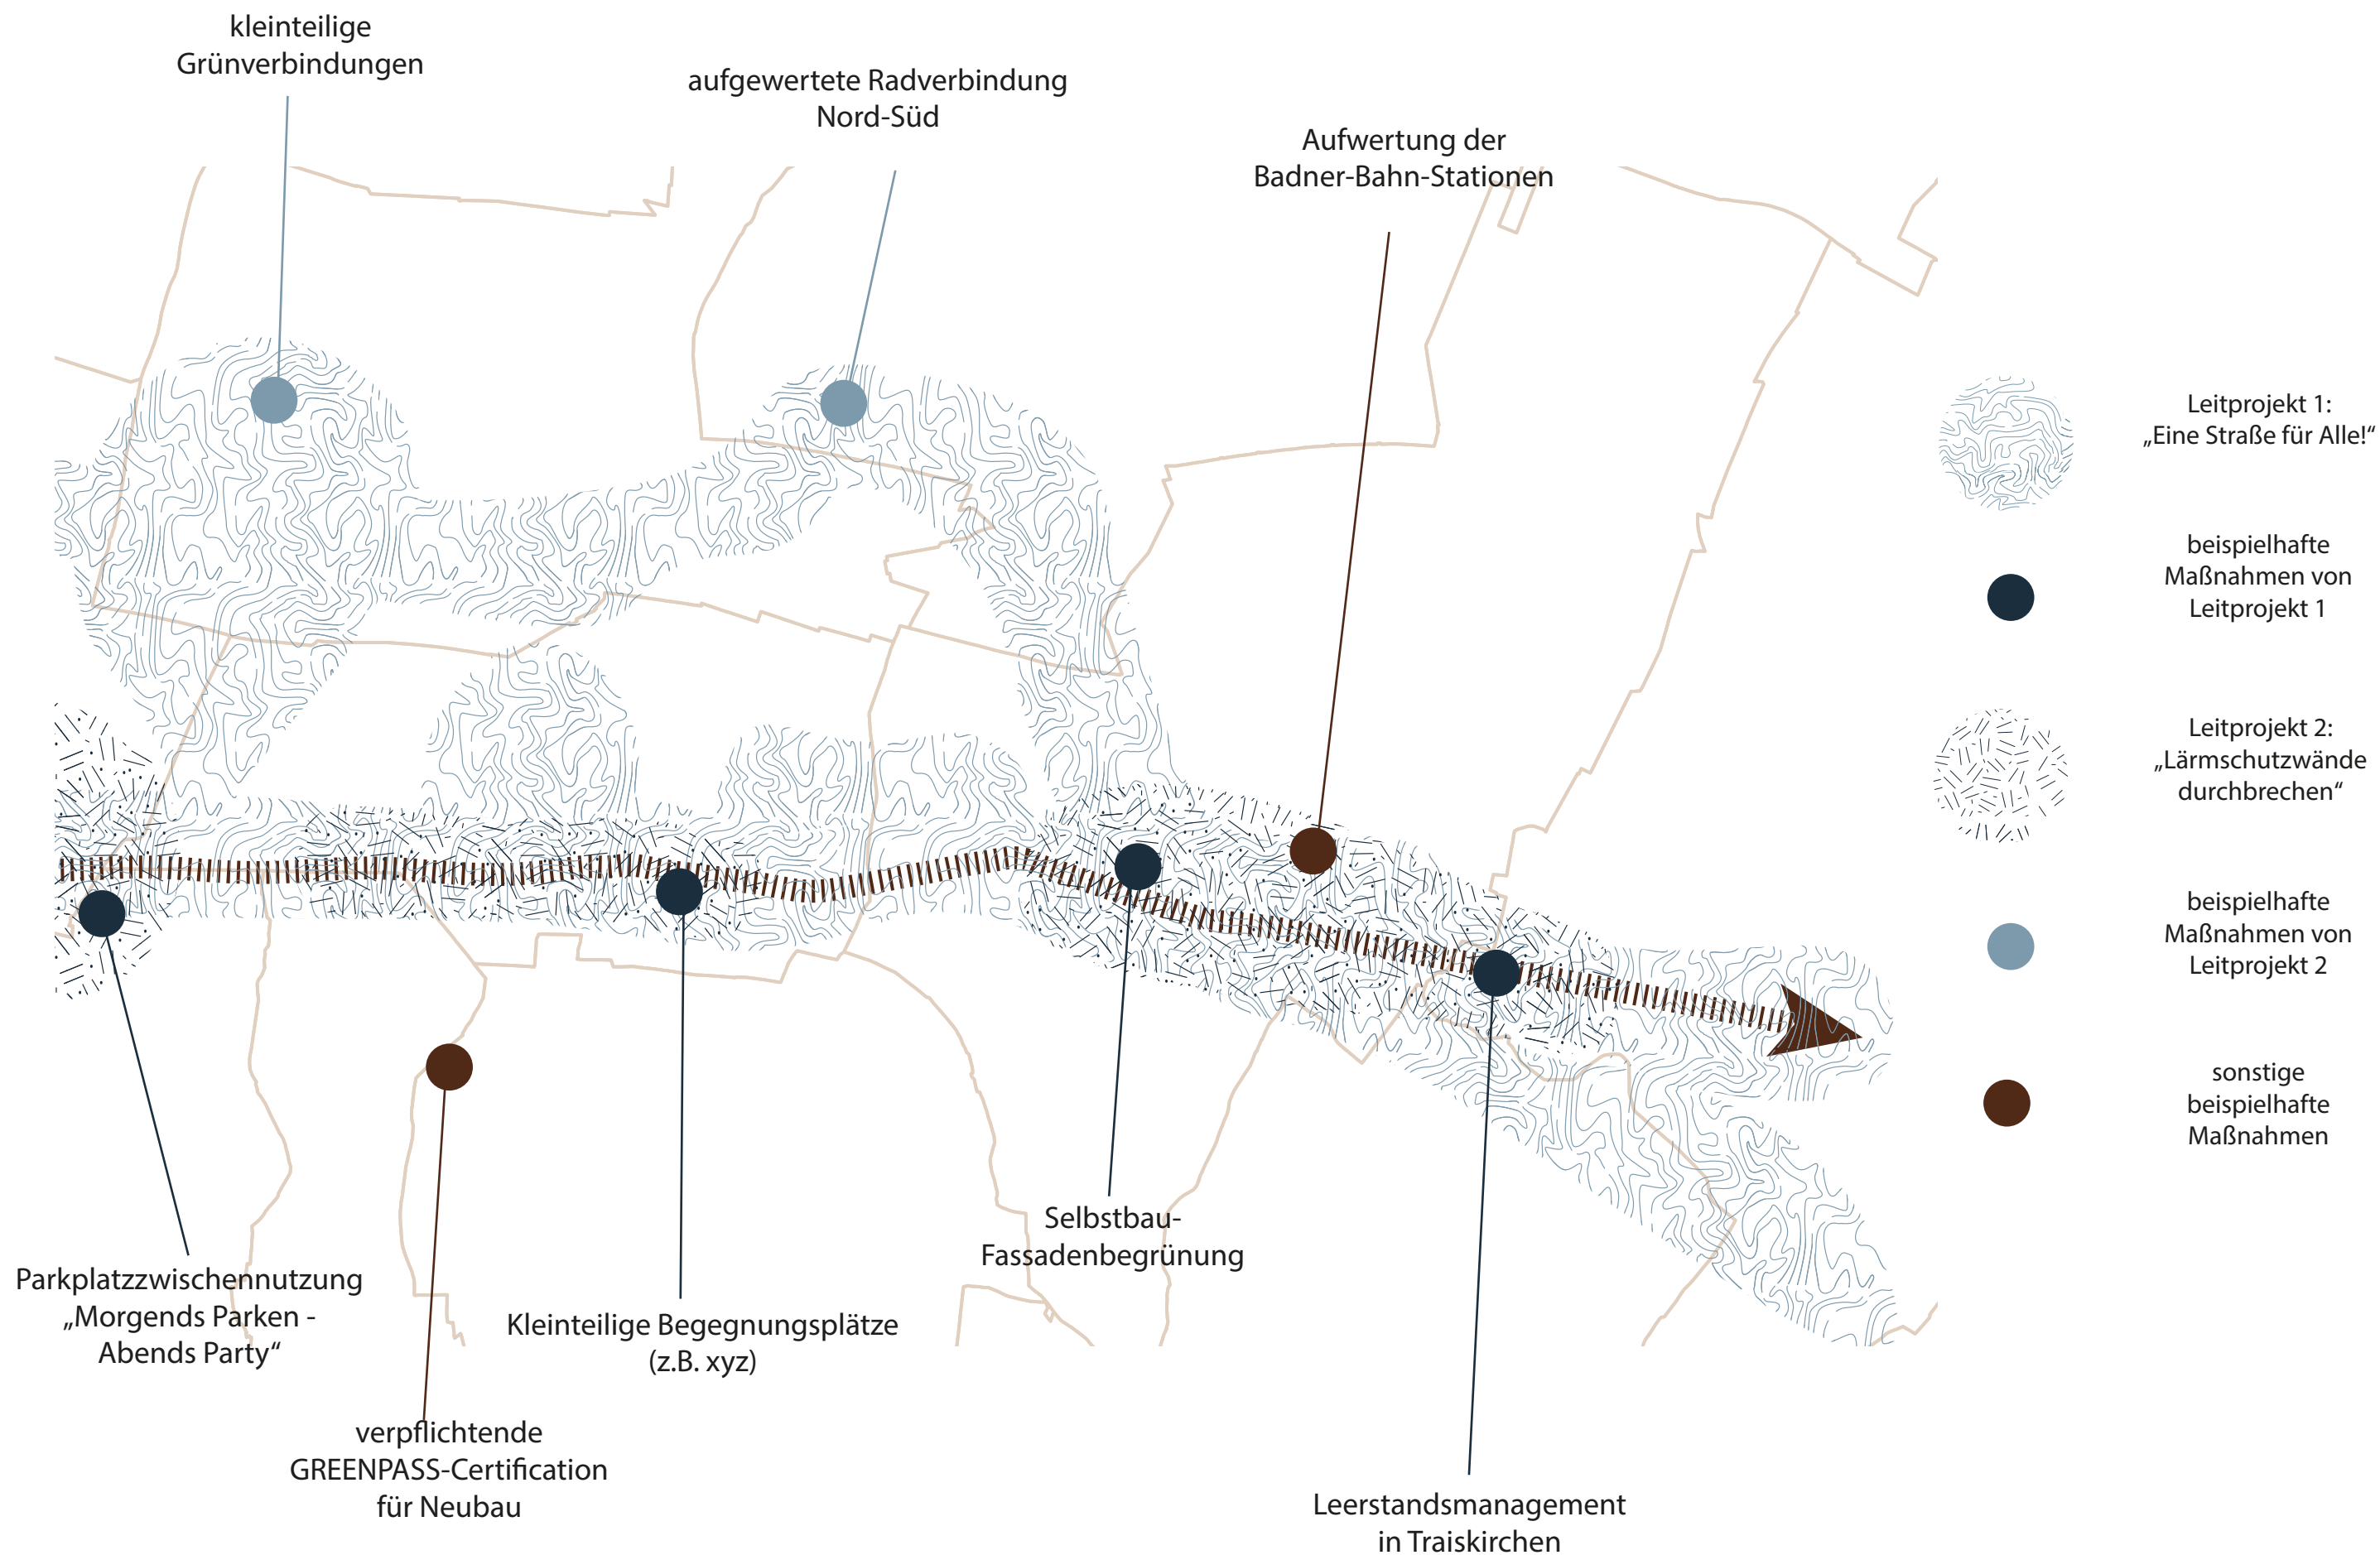 kleinteilige
Grünverbindungen
aufgewertete Radverbindung
Nord-Süd
Aufwertung der
Badner-Bahn-Stationen
Leitprojekt 1:
„Eine Straße für Alle!“
beispielhafte
Maßnahmen von
Leitprojekt 1
Leitprojekt 2:
„Lärmschutzwände
durchbrechen“
beispielhafte
Maßnahmen von
Leitprojekt 2
sonstige
beispielhafte
Maßnahmen
Parkplatzzwischennutzung
„Morgends Parken -
Abends Party“
verpflichtende
GREENPASS-Certification
für Neubau
Kleinteilige Begegnungsplätze
(z.B. xyz)
Selbstbau-
Fassadenbegrünung
Leerstandsmanagement
in Traiskirchen